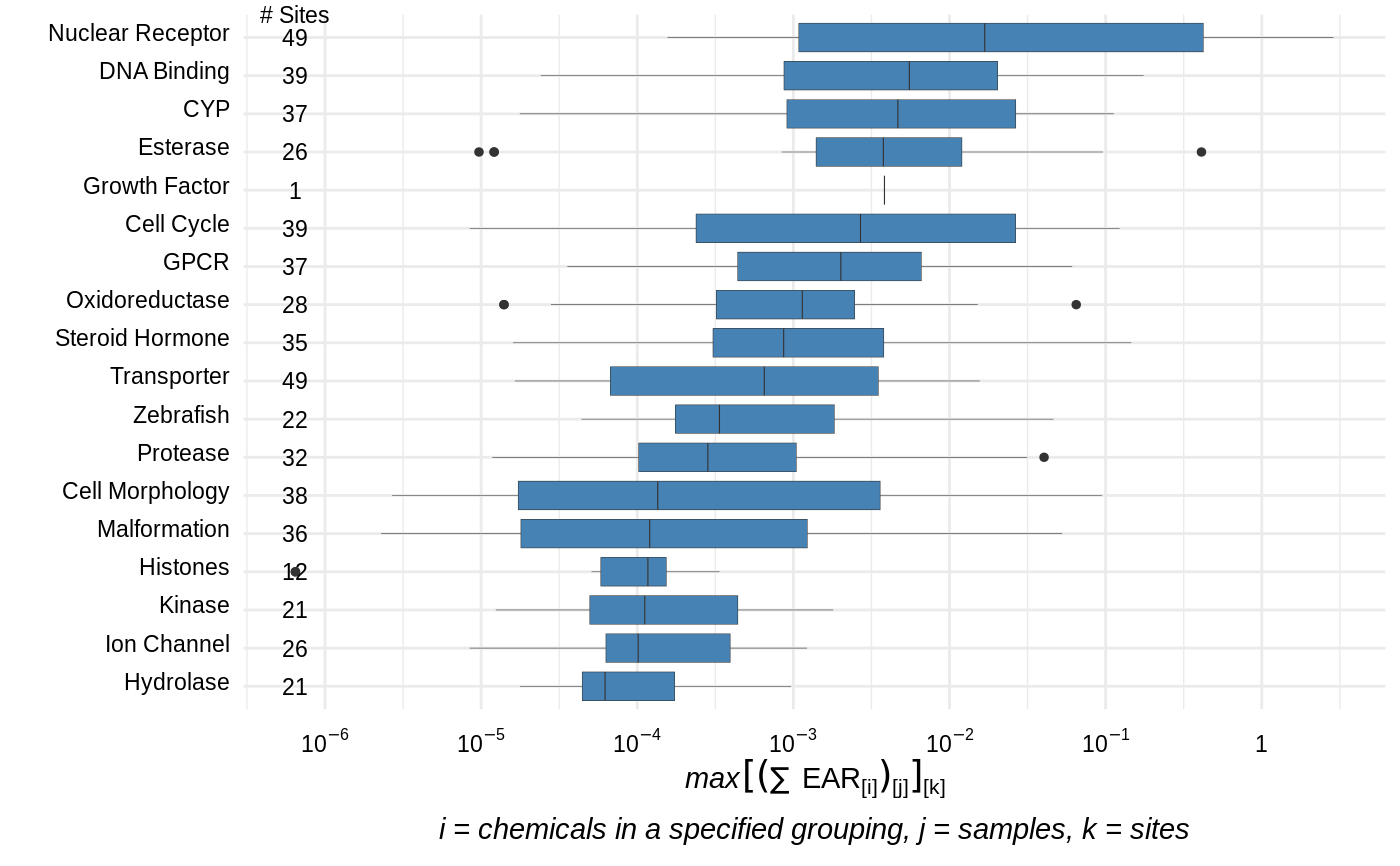 # Sites
Nuclear Receptor 49
DNA Binding 39
CYP 37
Esterase 26
Growth Factor 1
Cell Cycle 39
GPCR 37
Oxidoreductase 28
Steroid Hormone 35
Transporter 49
Zebrafish 22
Protease 32
Cell Morphology 38
Malformation 36
Histones 12
Kinase 21
Ion Channel 26
Hydrolase 21
10−6 10−5 10−4 10−3 10−2 10−1 1
max[(∑ EAR[i])[j]][k]
i = chemicals in a specified grouping, j = samples, k = sites